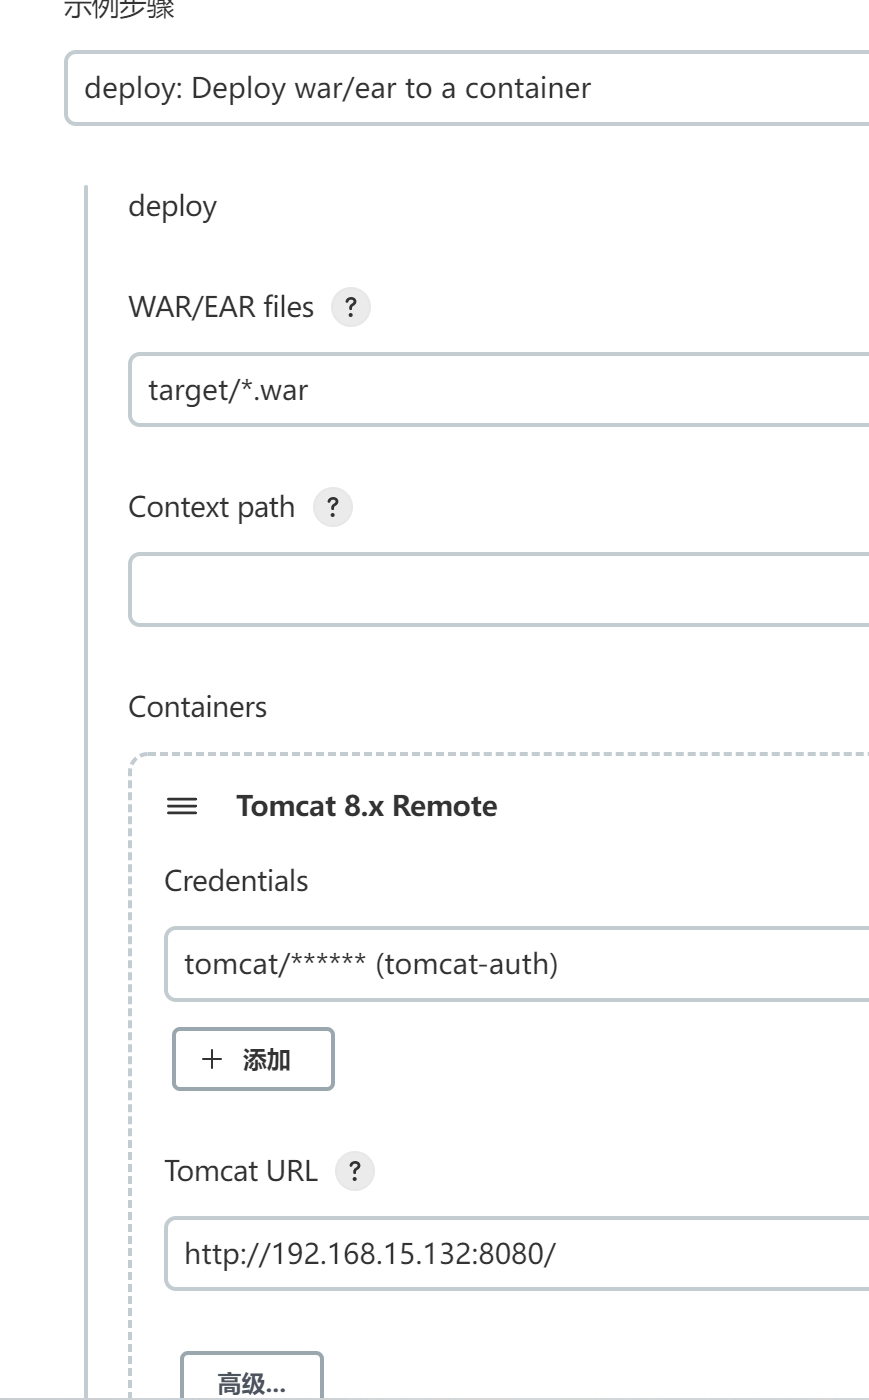 示例步骤
deploy: Deploy war/ear to a container
deploy
WAR/EAR files ?
target/*.war
Context path ?
Containers
Tomcat 8.x Remote
Credentials
tomcat/****** (tomcat-auth)
+ 添加
Tomcat URL ?
http://192.168.15.132:8080/
高级...